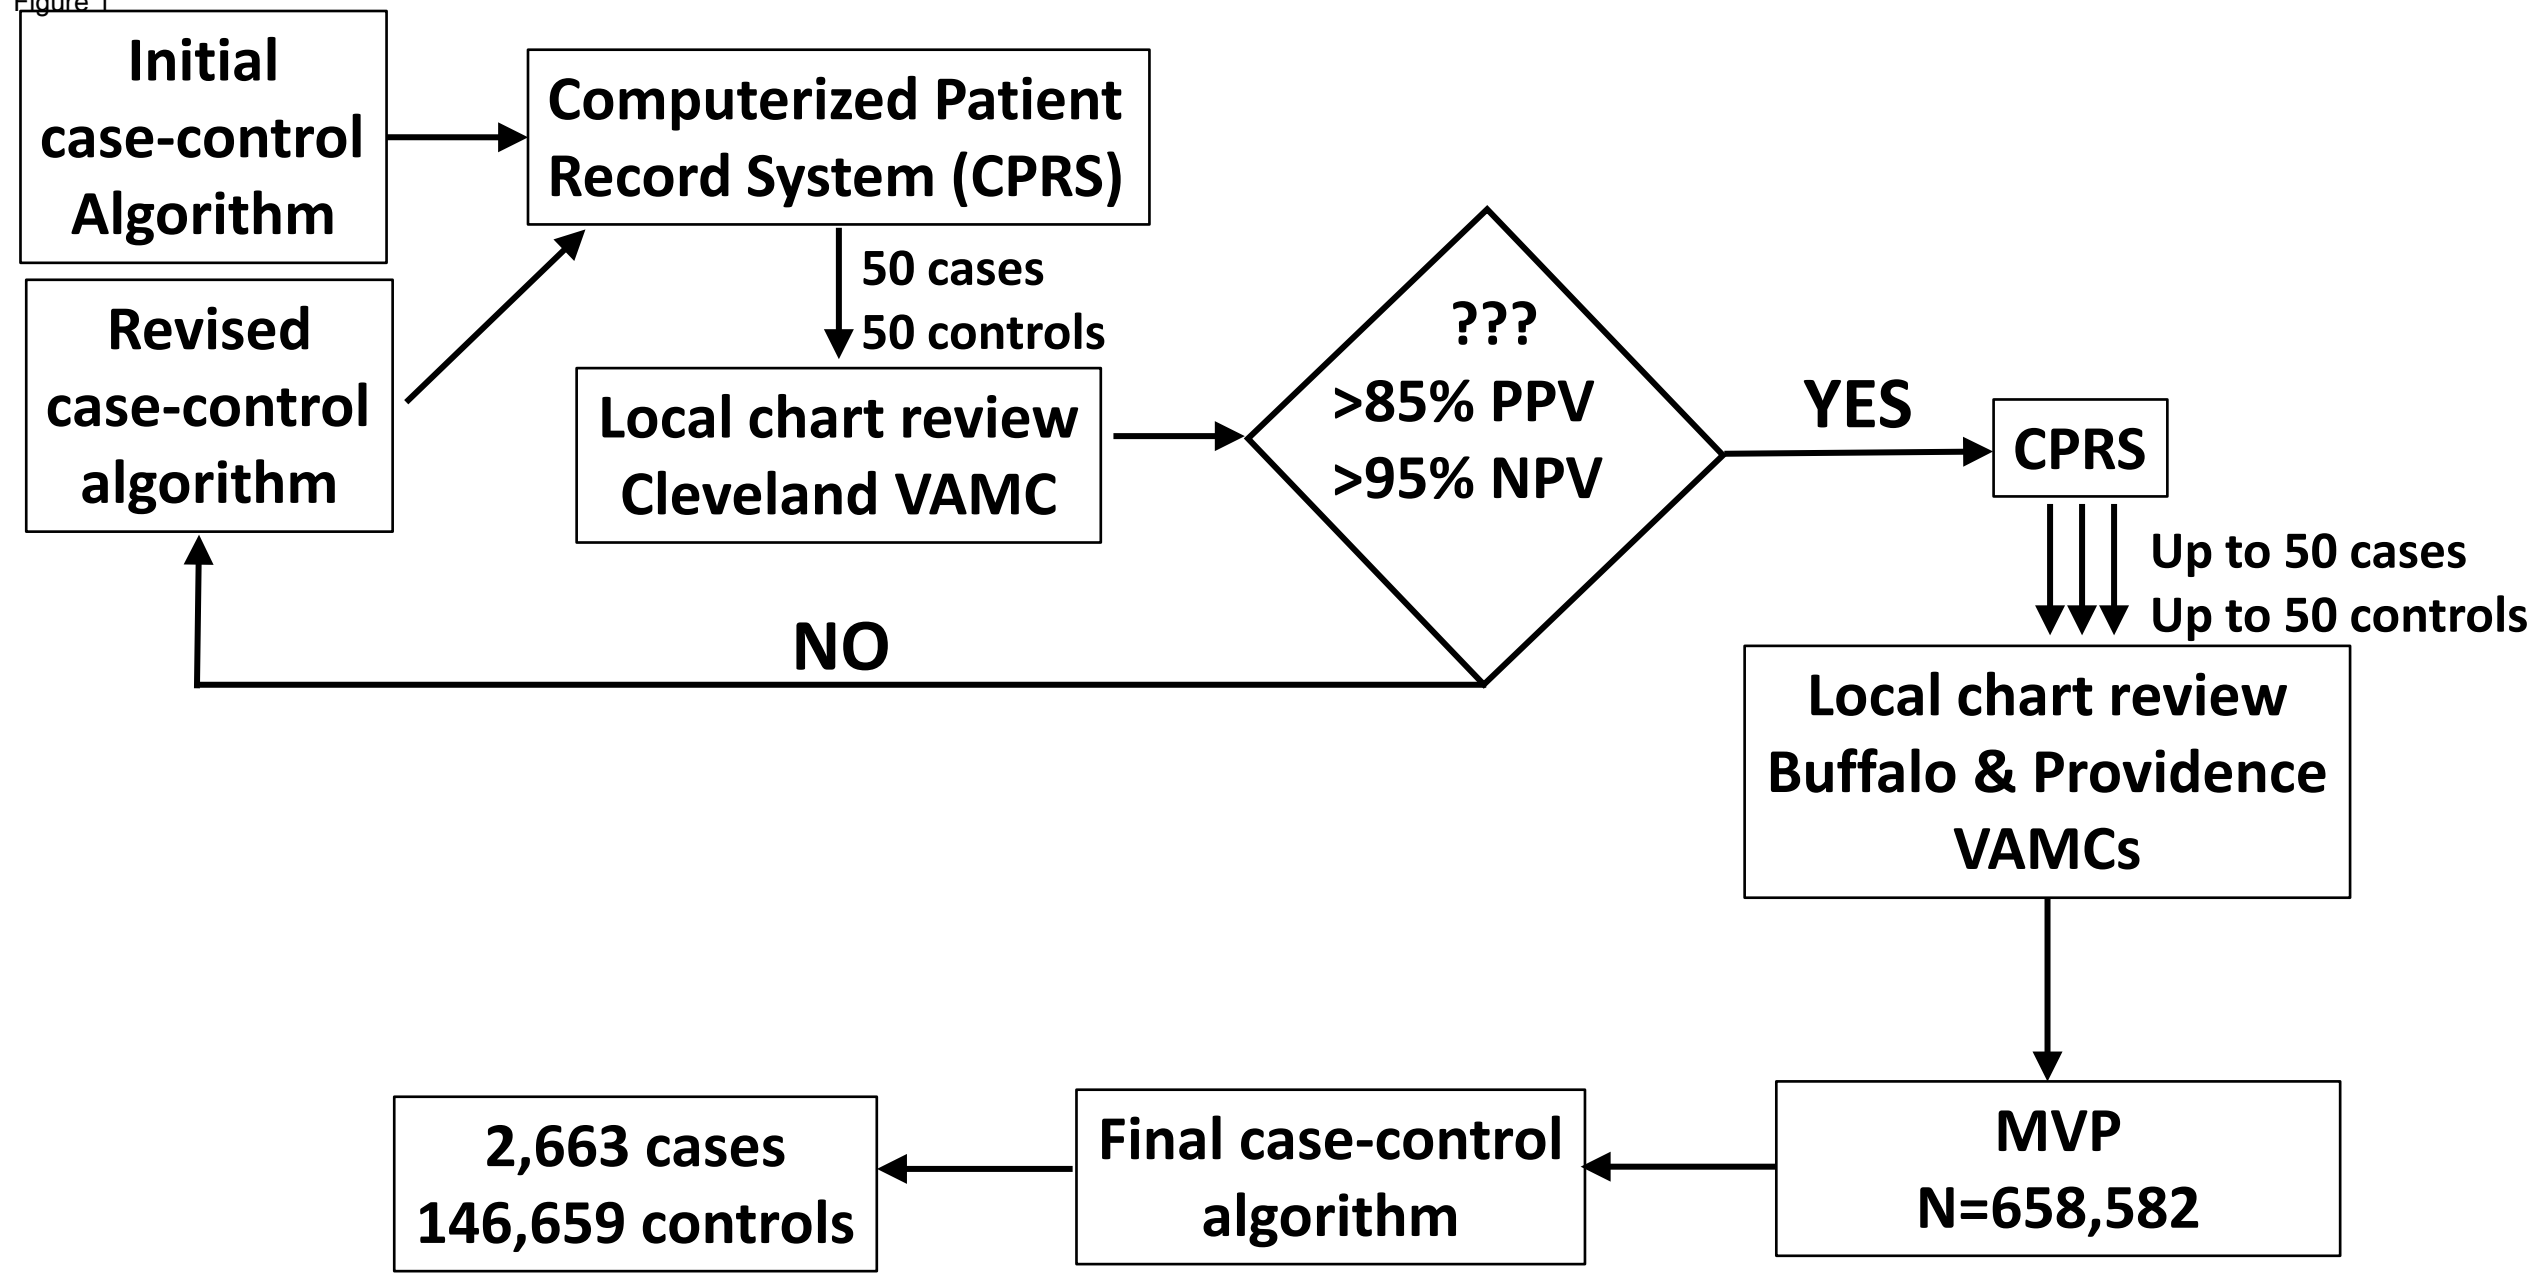 Figure 1
Initial
case-control
Algorithm
Computerized Patient
Record System (CPRS)
50 cases
50 controls
Revised
case-control
algorithm
Local chart review
Cleveland VAMC
???
>85% PPV
>95% NPV
YES
NO
CPRS
Up to 50 cases
Up to 50 controls
Local chart review
Buffalo & Providence
VAMCs
MVP
N=658,582
Final case-control
algorithm
2,663 cases
146,659 controls